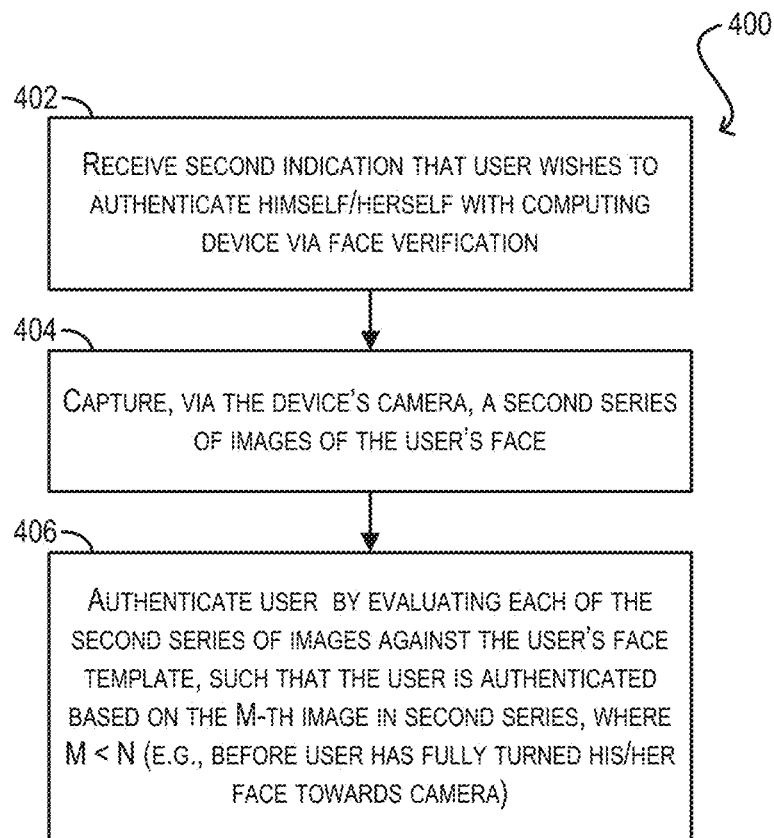 400
402
RECEIVE SECOND INDICATION THAT USER WISHES TO
AUTHENTICATE HIMSELF/HERSELF WITH COMPUTING
DEVICE VIA FACE VERIFICATION
404
CAPTURE, VIA THE DEVICE'S CAMERA, A SECOND SERIES
OF IMAGES OF THE USER'S FACE
406
AUTHENTICATE USER BY EVALUATING EACH OF THE
SECOND SERIES OF IMAGES AGAINST THE USER'S FACE
TEMPLATE, SUCH THAT THE USER IS AUTHENTICATED
BASED ON THE M-TH IMAGE IN SECOND SERIES, WHERE
M < N (E.G., BEFORE USER HAS FULLY TURNED HIS/HER
FACE TOWARDS CAMERA)